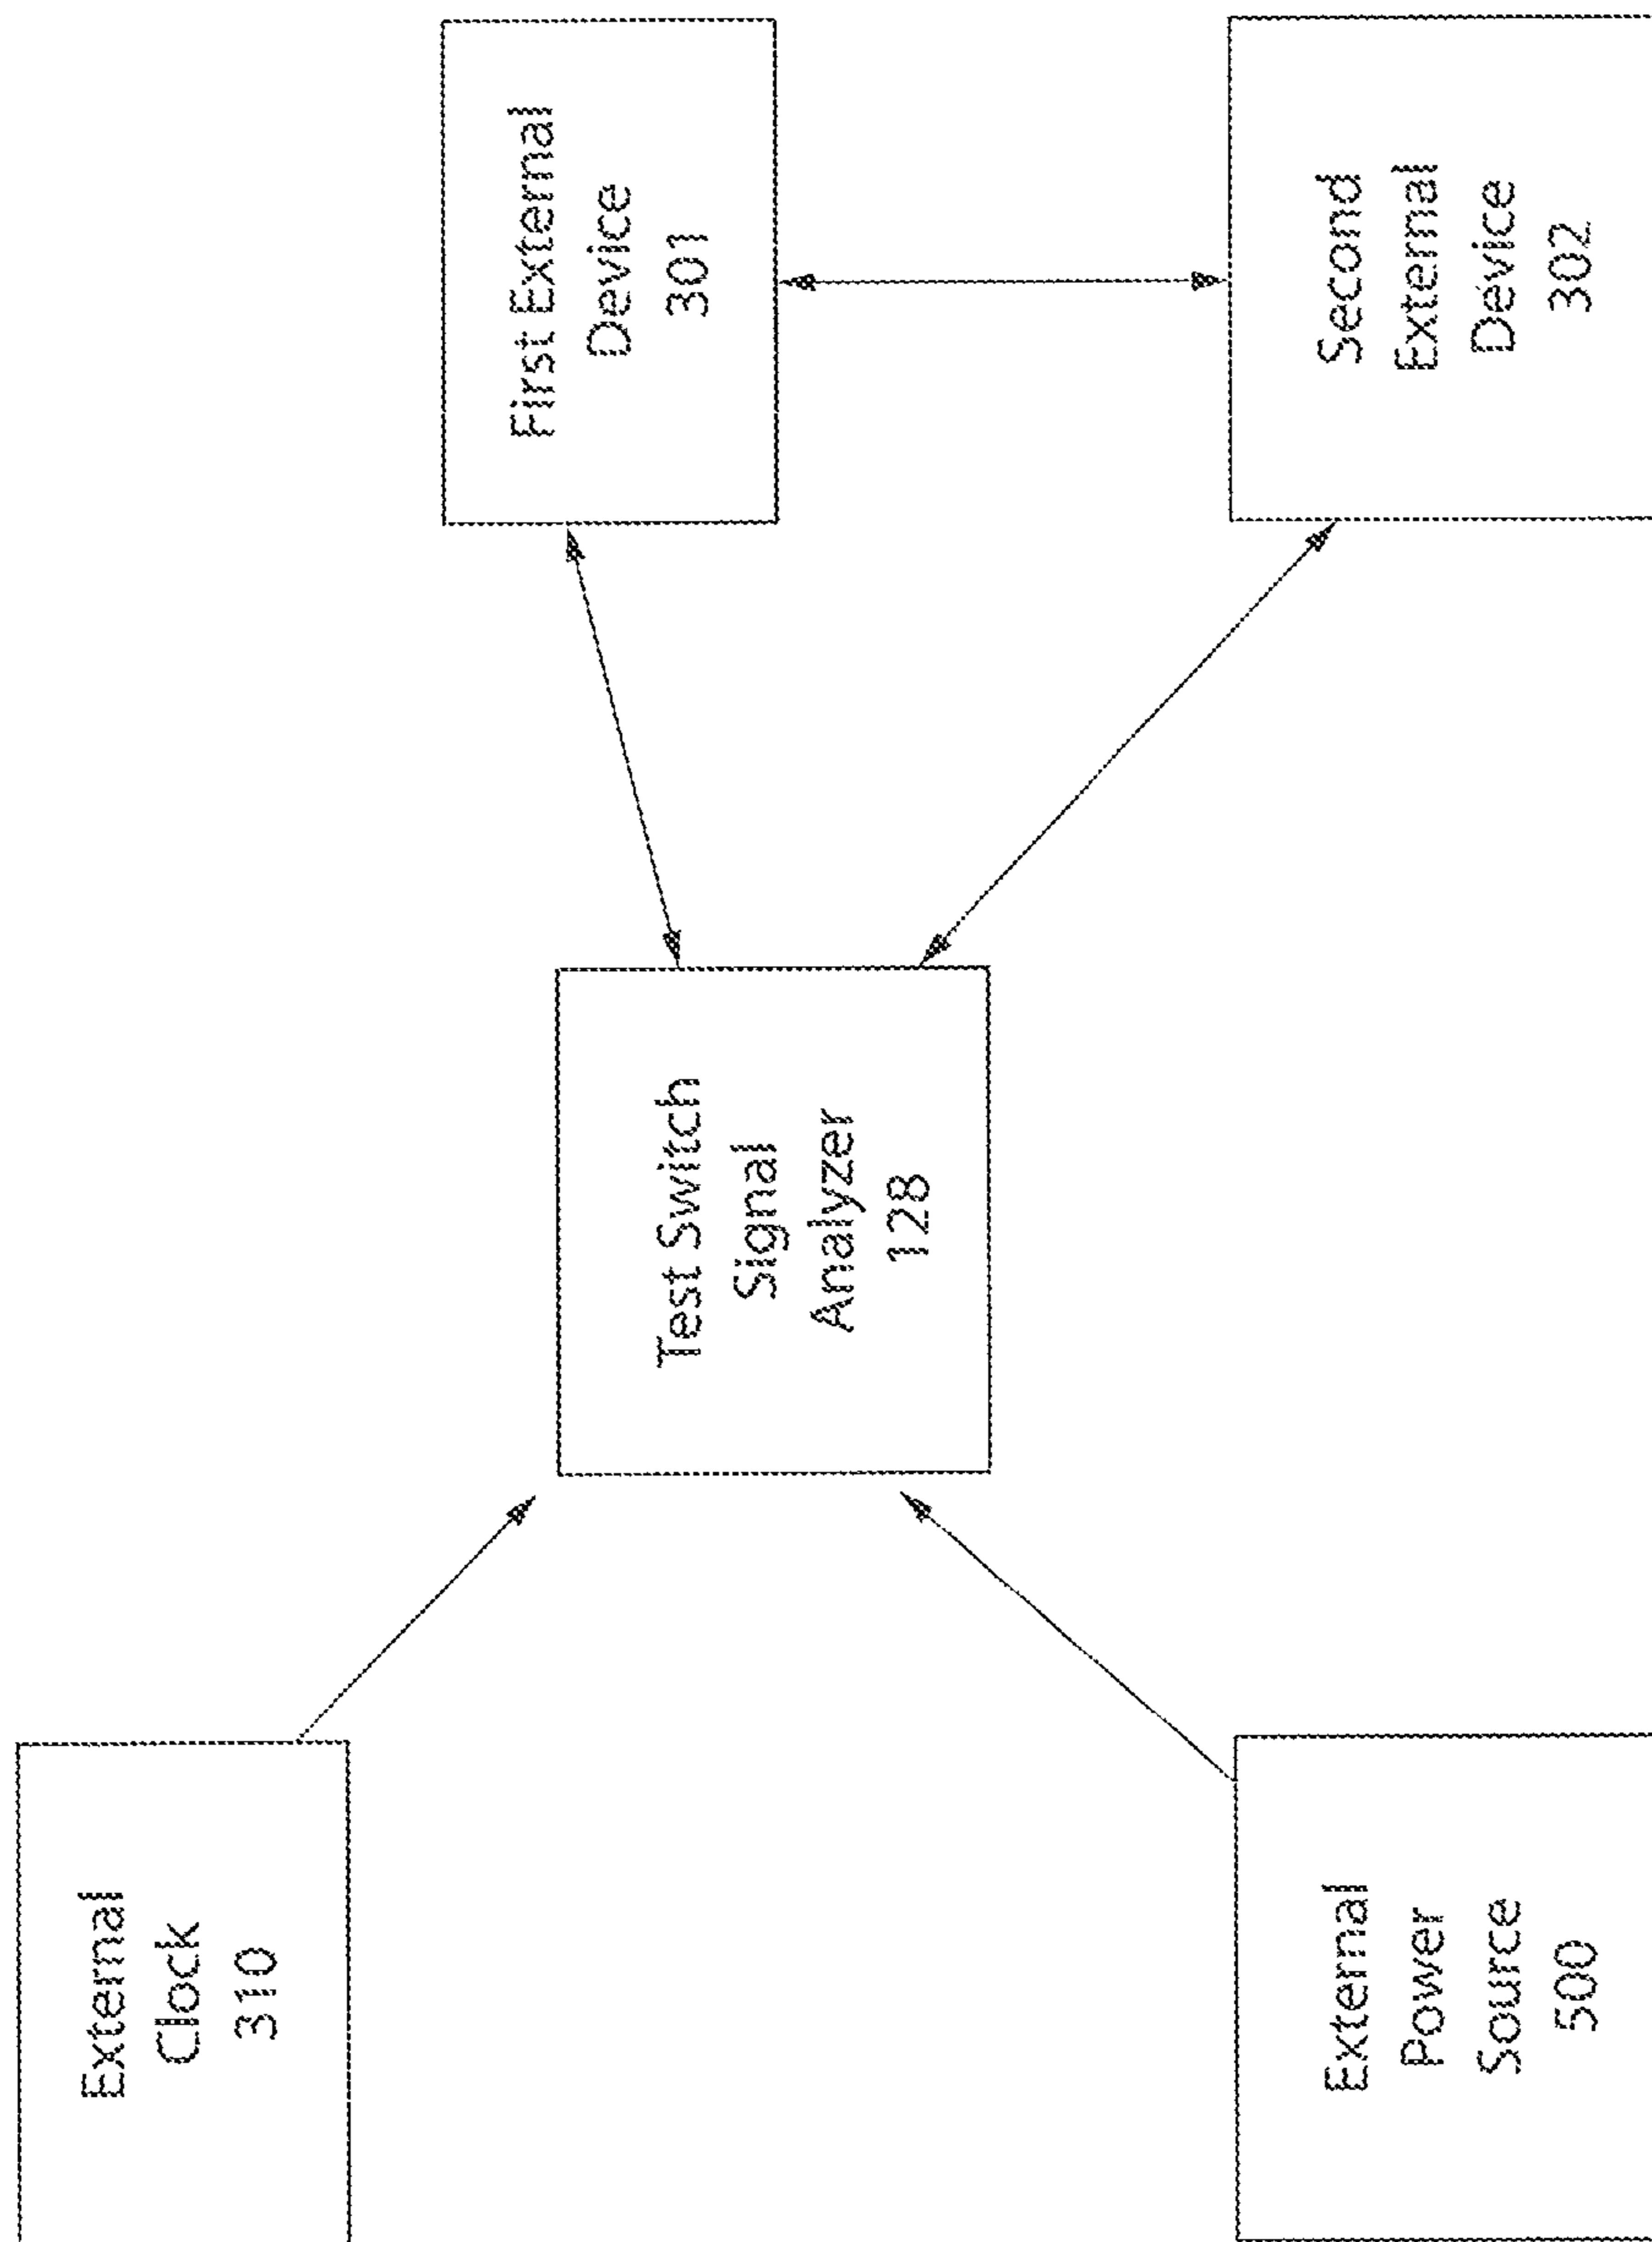 External
Clock
310
External
Power
Source
500
Test Switch
Signal
Analyzer
128
First External
Device
301
Second
External
Device
302